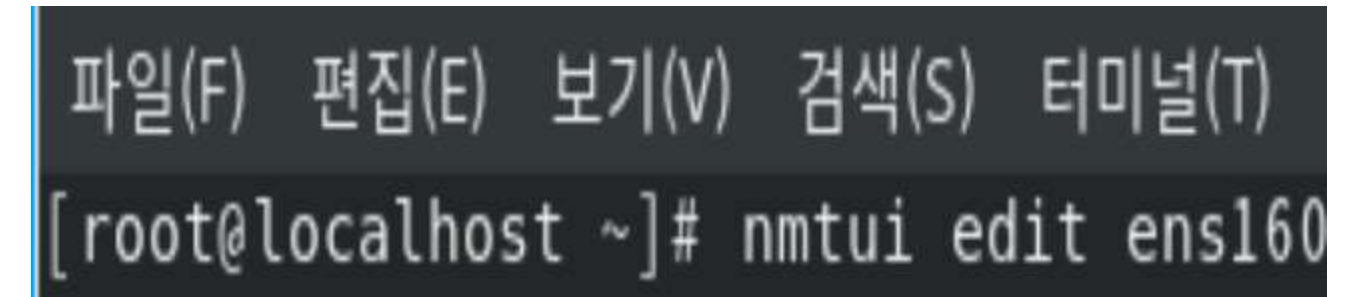 파일(F) 편집(E) 보기(V) 검색(S) 터미널(T)
[root@localhost ~]# nmtui edit ens160